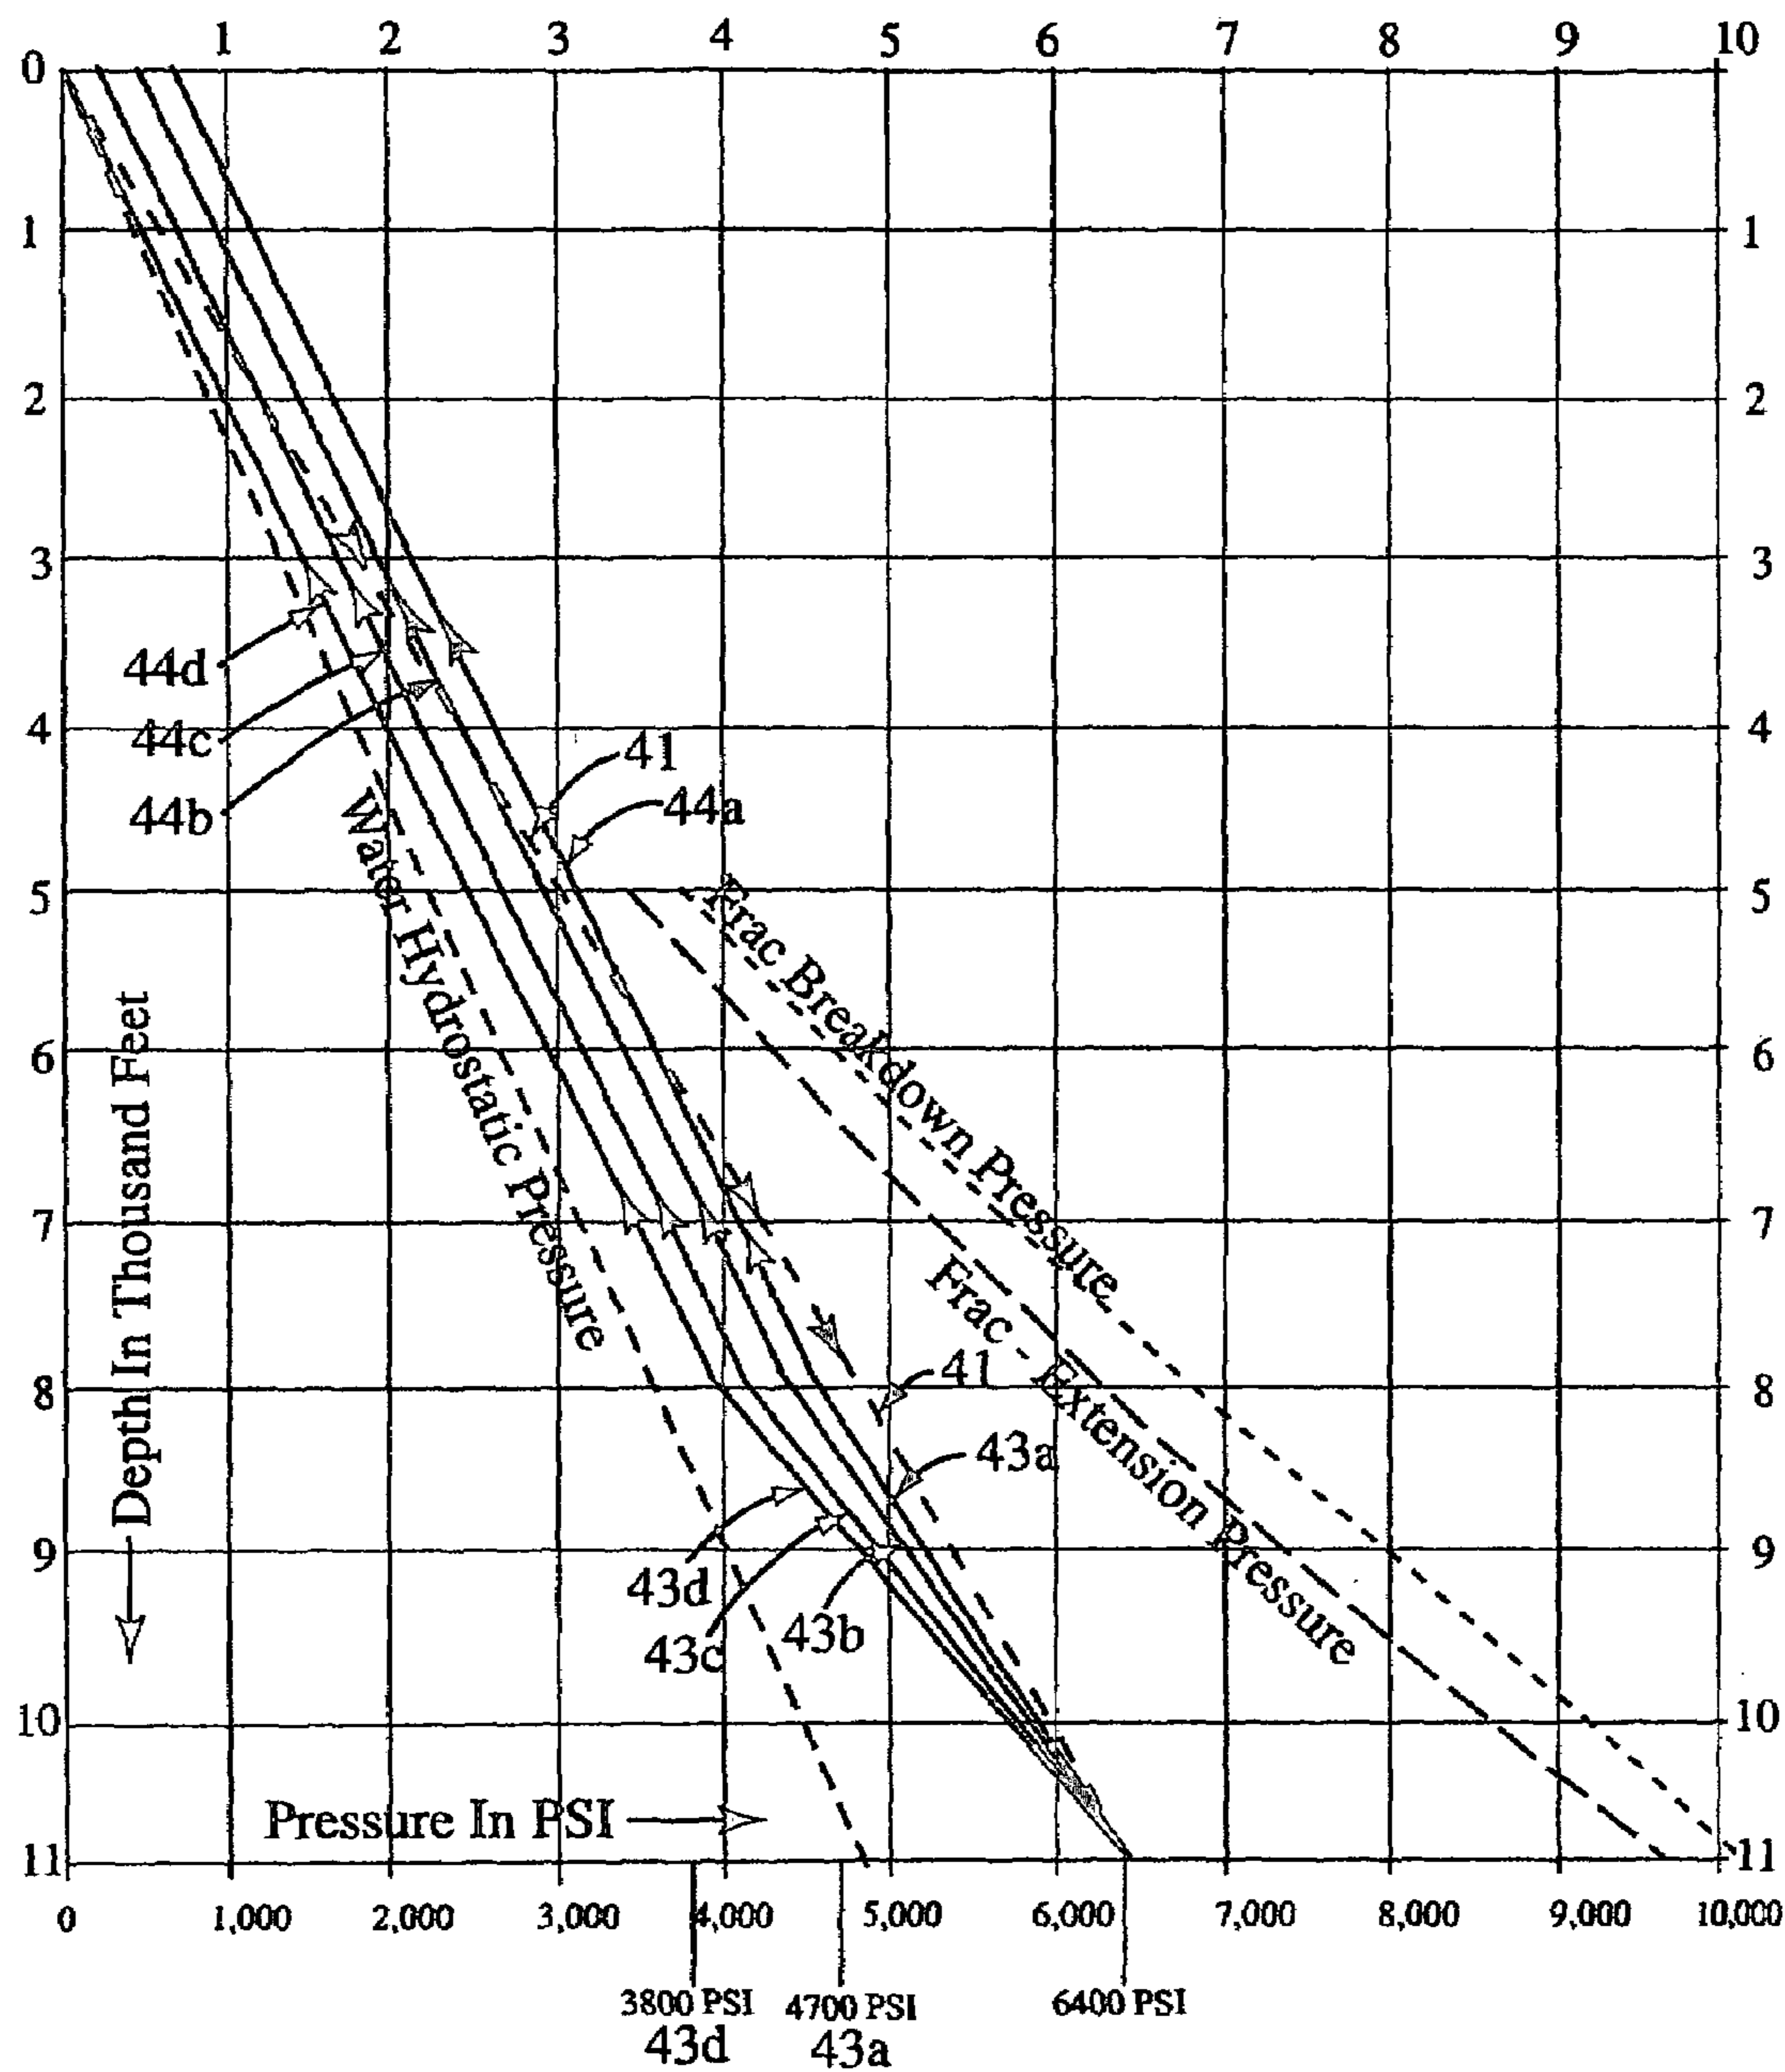 1 2 3 4 5 6 7 8 9 10
0
1 1
2 2
3 3
44d
44c
4 4
41
44b
44a
5 5
Water Hydrostatic Pressure
Frac Breakdown Pressure
6 6
Depth In Thousand Feet
7 7
Frac - Extension Pressure
8 8
41
43a
9 9
43d
43c
43b
10 10
Pressure In PSI
11 11
0 1,000 2,000 3,000 4,000 5,000 6,000 7,000 8,000 9,000 10,000
3800 PSI 4700 PSI 6400 PSI
43d 43a